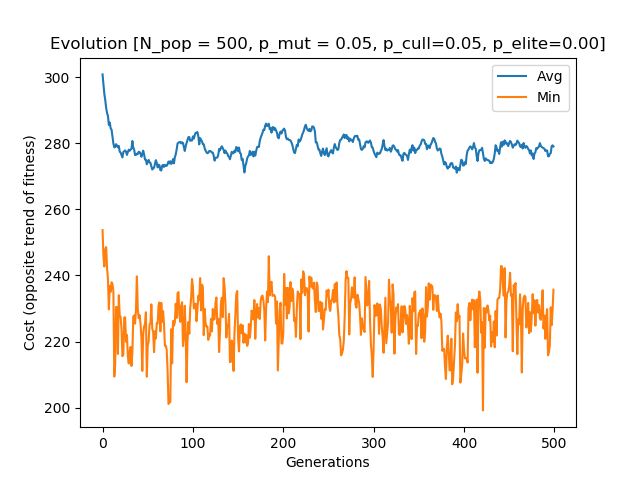 Evolution [N_pop = 500, p_mut = 0.05, p_cull=0.05, p_elite=0.00]
Avg
Min
300
280
260
240
220
200
Cost (opposite trend of fitness)
0 100 200 300 400 500
Generations